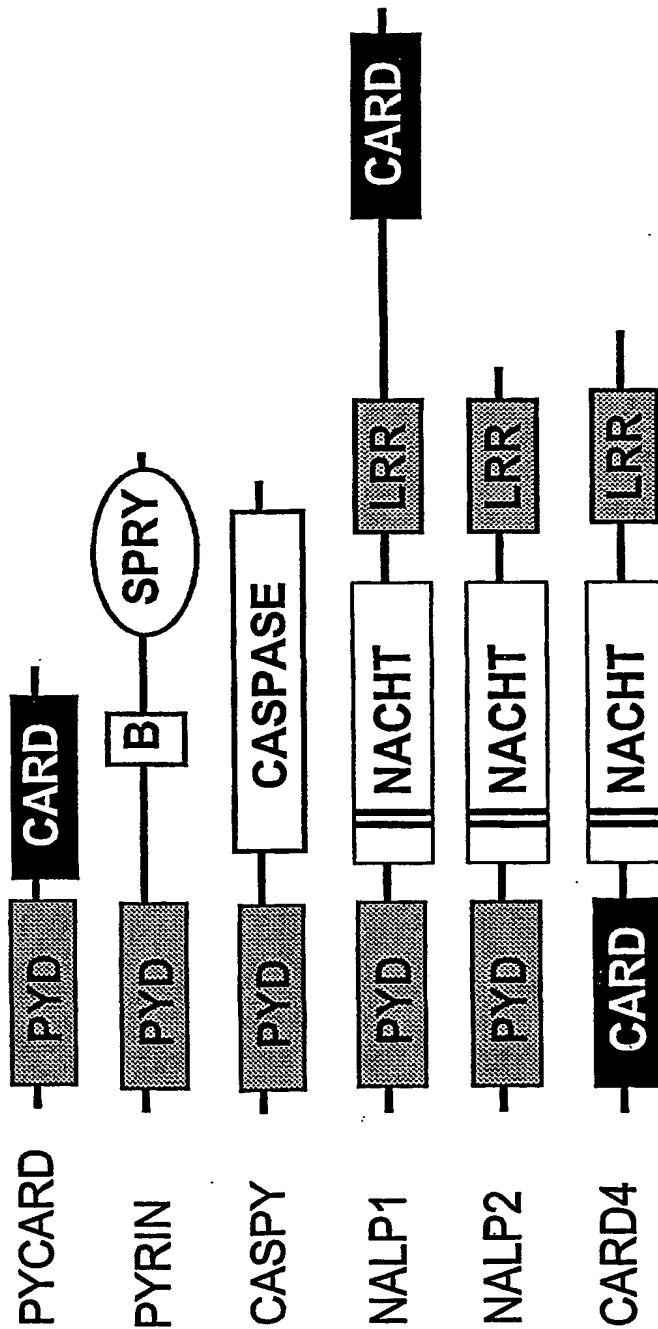 PYCARD PYD CARD
PYRIN PYD B SPRY
CASPY PYD CASPASE
NALP1 PYD NACHT LRR CARD
NALP2 PYD NACHT LRR
CARD4 CARD NACHT LRR